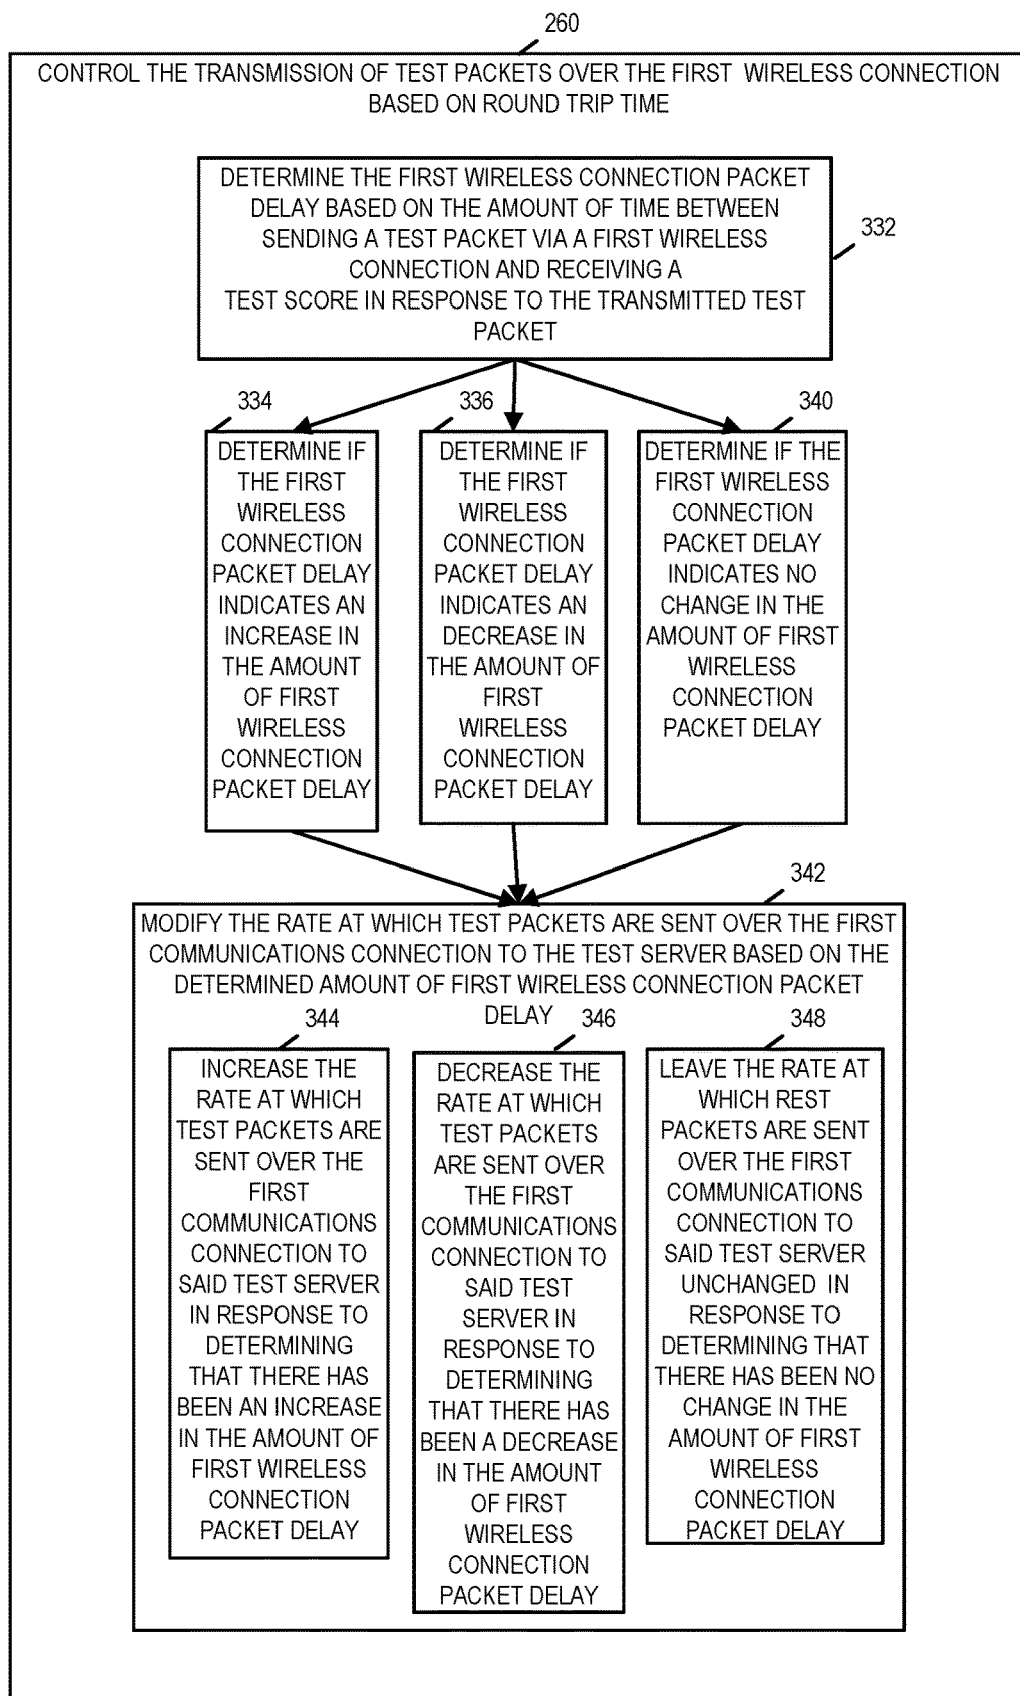 260
CONTROL THE TRANSMISSION OF TEST PACKETS OVER THE FIRST WIRELESS CONNECTION
BASED ON ROUND TRIP TIME
DETERMINE THE FIRST WIRELESS CONNECTION PACKET
DELAY BASED ON THE AMOUNT OF TIME BETWEEN
SENDING A TEST PACKET VIA A FIRST WIRELESS
CONNECTION AND RECEIVING A
TEST SCORE IN RESPONSE TO THE TRANSMITTED TEST
PACKET
332
334
DETERMINE IF
THE FIRST
WIRELESS
CONNECTION
PACKET DELAY
INDICATES AN
INCREASE IN
THE AMOUNT
OF FIRST
WIRELESS
CONNECTION
PACKET DELAY
336
DETERMINE IF
THE FIRST
WIRELESS
CONNECTION
PACKET DELAY
INDICATES AN
DECREASE IN
THE AMOUNT OF
FIRST
WIRELESS
CONNECTION
PACKET DELAY
340
DETERMINE IF THE
FIRST WIRELESS
CONNECTION
PACKET DELAY
INDICATES NO
CHANGE IN THE
AMOUNT OF FIRST
WIRELESS
CONNECTION
PACKET DELAY
342
MODIFY THE RATE AT WHICH TEST PACKETS ARE SENT OVER THE FIRST
COMMUNICATIONS CONNECTION TO THE TEST SERVER BASED ON THE
DETERMINED AMOUNT OF FIRST WIRELESS CONNECTION PACKET
DELAY
344
INCREASE THE
RATE AT WHICH
TEST PACKETS ARE
SENT OVER THE
FIRST
COMMUNICATIONS
CONNECTION TO
SAID TEST SERVER
IN RESPONSE TO
DETERMINING
THAT THERE HAS
BEEN AN INCREASE
IN THE AMOUNT OF
FIRST WIRELESS
CONNECTION
PACKET DELAY
346
DECREASE THE
RATE AT WHICH
TEST PACKETS
ARE SENT OVER
THE FIRST
COMMUNICATIONS
CONNECTION TO
SAID TEST
SERVER IN
RESPONSE TO
DETERMINING
THAT THERE HAS
BEEN A DECREASE
IN THE AMOUNT
OF FIRST
WIRELESS
CONNECTION
PACKET DELAY
348
LEAVE THE RATE AT
WHICH REST
PACKETS ARE SENT
OVER THE FIRST
COMMUNICATIONS
CONNECTION TO
SAID TEST SERVER
UNCHANGED IN
RESPONSE TO
DETERMINING THAT
THERE HAS BEEN NO
CHANGE IN THE
AMOUNT OF FIRST
WIRELESS
CONNECTION
PACKET DELAY